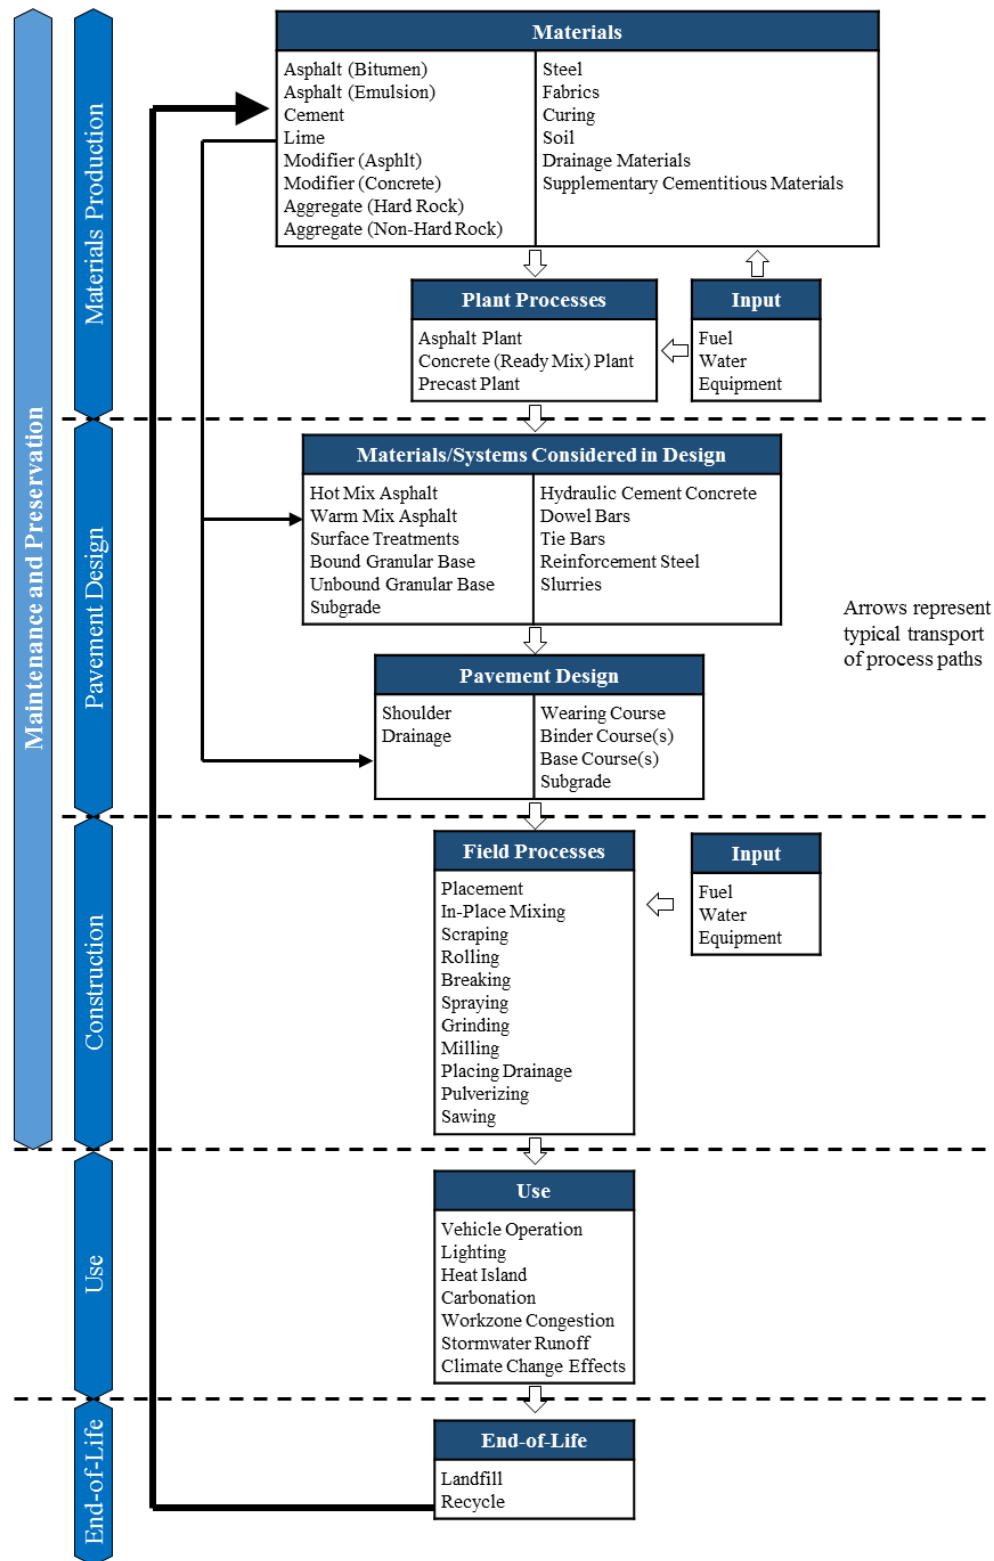 Maintenance and Preservation
Materials Production
Materials
Asphalt (Bitumen)
Asphalt (Emulsion)
Cement
Lime
Modifier (Asphlt)
Modifier (Concrete)
Aggregate (Hard Rock)
Aggregate (Non-Hard Rock)
Steel
Fabrics
Curing
Soil
Drainage Materials
Supplementary Cementitious Materials
Plant Processes
Asphalt Plant
Concrete (Ready Mix) Plant
Precast Plant
Input
Fuel
Water
Equipment
Pavement Design
Materials/Systems Considered in Design
Hot Mix Asphalt
Warm Mix Asphalt
Surface Treatments
Bound Granular Base
Unbound Granular Base
Subgrade
Hydraulic Cement Concrete
Dowel Bars
Tie Bars
Reinforcement Steel
Slurries
Arrows represent
typical transport
of process paths
Pavement Design
Shoulder
Drainage
Wearing Course
Binder Course(s)
Base Course(s)
Subgrade
Construction
Field Processes
Placement
In-Place Mixing
Scraping
Rolling
Breaking
Spraying
Grinding
Milling
Placing Drainage
Pulverizing
Sawing
Input
Fuel
Water
Equipment
Use
Use
Vehicle Operation
Lighting
Heat Island
Carbonation
Workzone Congestion
Stormwater Runoff
Climate Change Effects
End-of-Life
End-of-Life
Landfill
Recycle